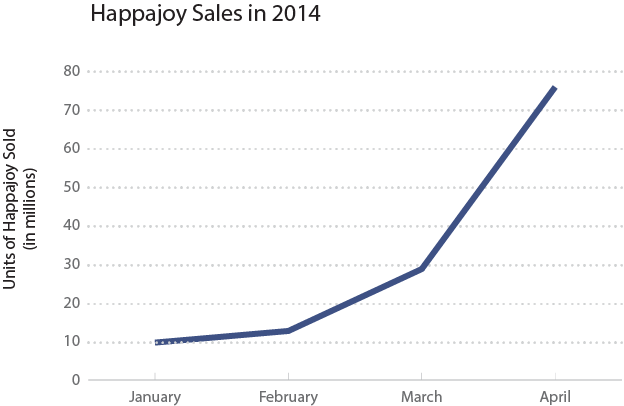 Happajoy Sales in 2014
Units of Happajoy Sold
(in millions)
80
70
60
50
40
30
20
10
0
January February March April